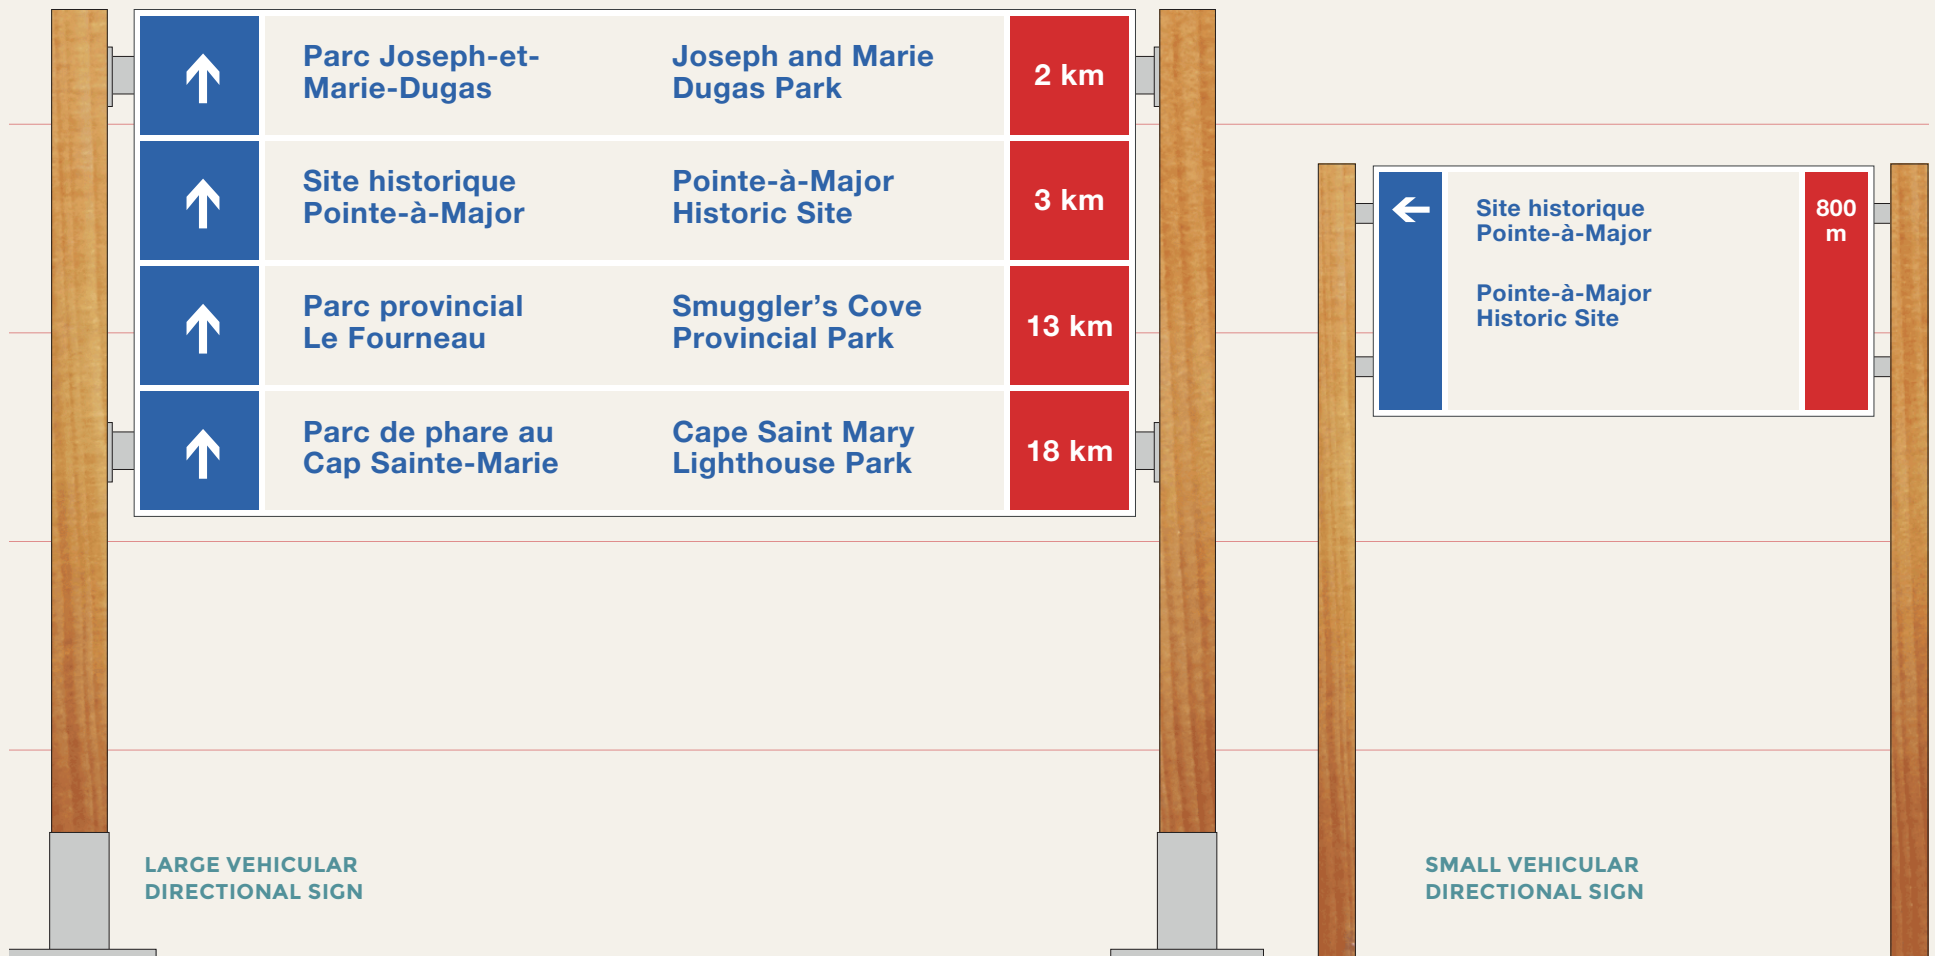 Parc Joseph-et-
Marie-Dugas
Joseph and Marie
Dugas Park
2 km
Site historique
Pointe-à-Major
Pointe-à-Major
Historic Site
3 km
Parc provincial
Le Fourneau
Smuggler’s Cove
Provincial Park
13 km
Parc de phare au
Cap Sainte-Marie
Cape Saint Mary
Lighthouse Park
18 km
LARGE VEHICULAR
DIRECTIONAL SIGN
Site historique
Pointe-à-Major
Pointe-à-Major
Historic Site
800
m
SMALL VEHICULAR
DIRECTIONAL SIGN